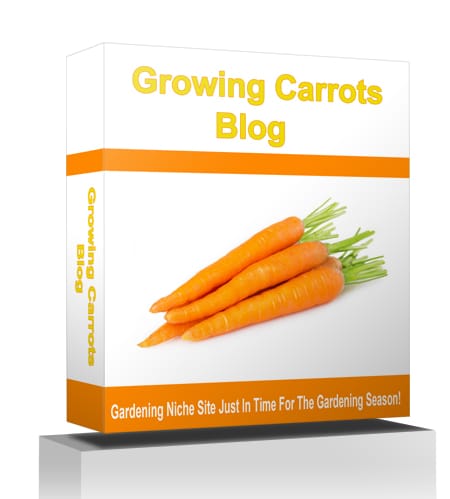 Growing Carrots
Blog
Growing Carrots
Blog
Gardening Niche Site Just In Time For The Gardening Season!